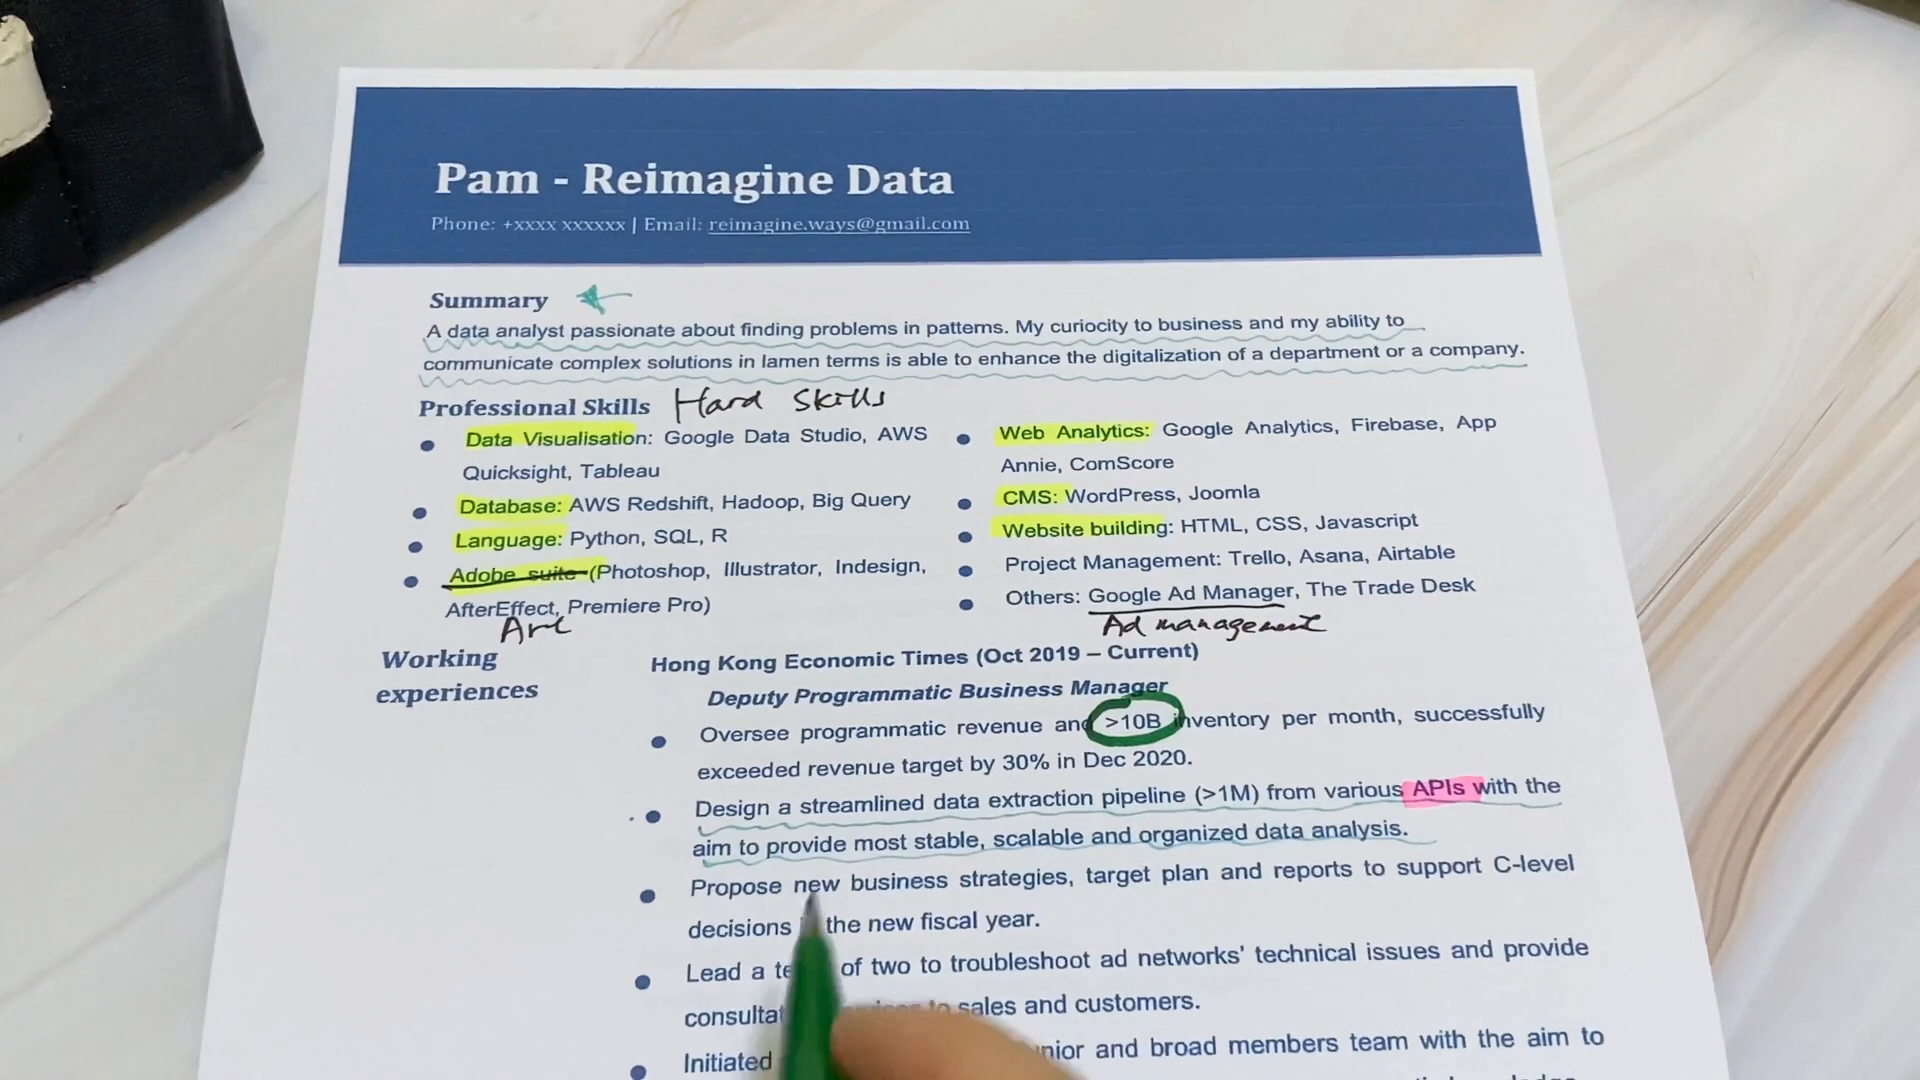 Pam - Reimagine Data
Phone: +xxxx xxxxxx | Email: reimagine.ways@gmail.com
Summary
A data analyst passionate about finding problems in patterns. My curiocity to business and my ability to
communicate complex solutions in lamen terms is able to enhance the digitalization of a department or a company.
Professional Skills Hard Skills
Data Visualisation: Google Data Studio, AWS
Quicksight, Tableau
Database: AWS Redshift, Hadoop, Big Query
Language: Python, SQL, R
Adobe suite (Photoshop, Illustrator, Indesign,
AfterEffect, Premiere Pro)
Art
Web Analytics: Google Analytics, Firebase, App
Annie, ComScore
CMS: WordPress, Joomla
Website building: HTML, CSS, Javascript
Project Management: Trello, Asana, Airtable
Others: Google Ad Manager, The Trade Desk
Ad management
Working
experiences
Hong Kong Economic Times (Oct 2019 – Current)
Deputy Programmatic Business Manager
Oversee programmatic revenue and >10B inventory per month, successfully
exceeded revenue target by 30% in Dec 2020.
Design a streamlined data extraction pipeline (>1M) from various APIs with the
aim to provide most stable, scalable and organized data analysis.
Propose new business strategies, target plan and reports to support C-level
decisions the new fiscal year.
Lead a of two to troubleshoot ad networks' technical issues and provide
sales and customers.
Initiated and broad members team with the aim to